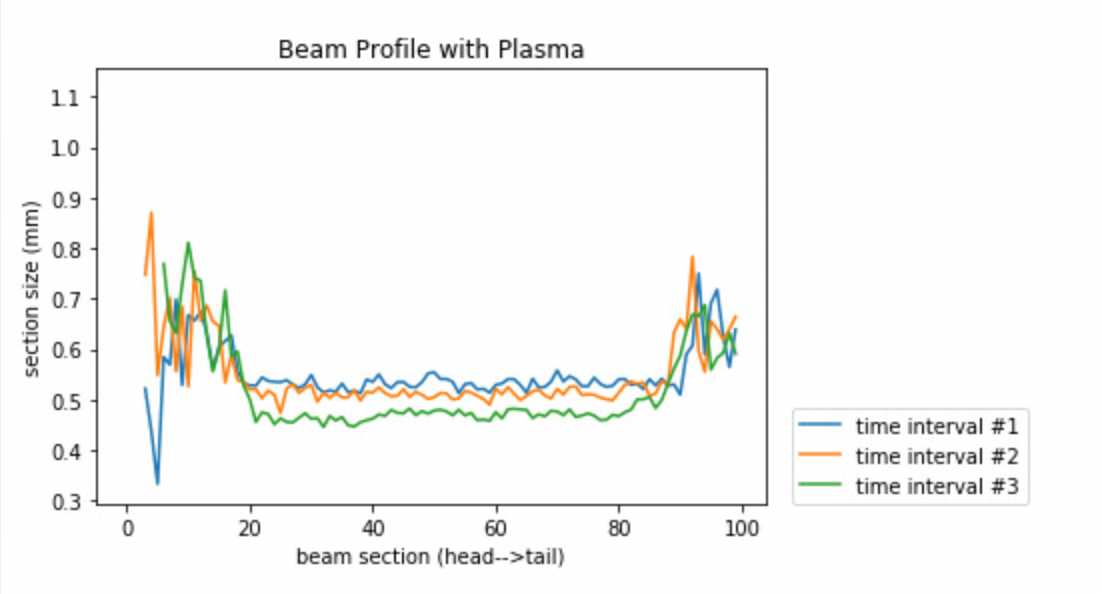 Beam Profile with Plasma
section size (mm)
1.1
1.0
0.9
0.8
0.7
0.6
0.5
0.4
0.3
0 20 40 60 80 100
beam section (head-->tail)
time interval #1
time interval #2
time interval #3